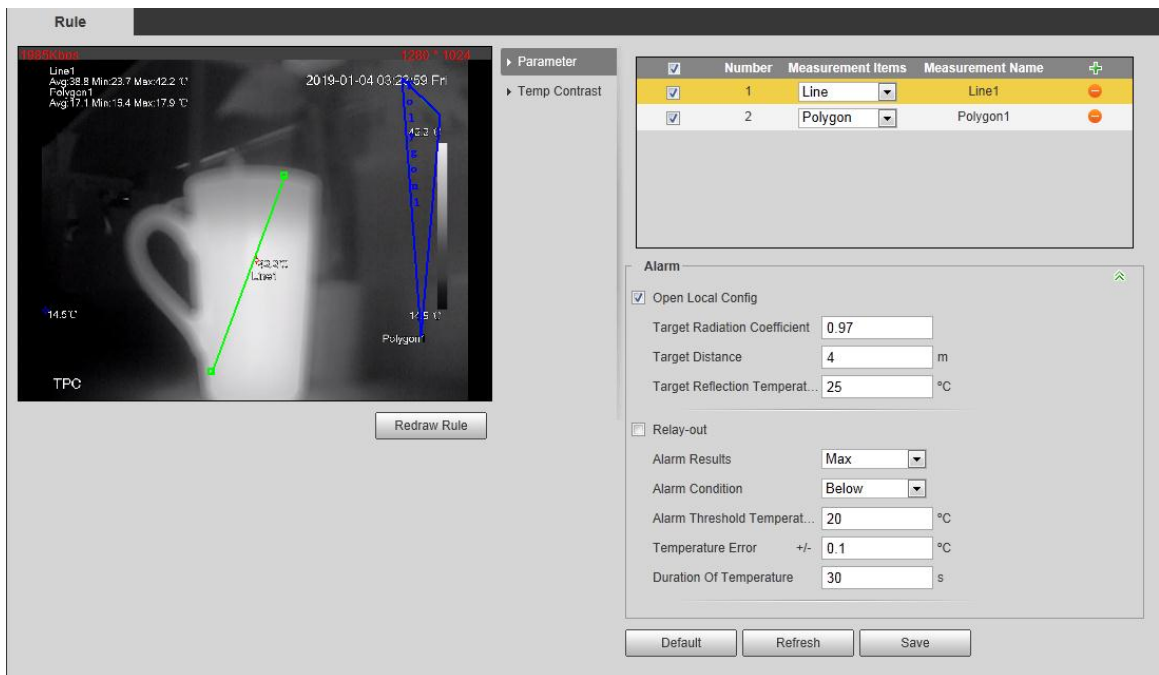 Rule
1985Kbps
1280 * 1024
Line1
Avg:38.8 Min:23.7 Max:42.2 ℃
Polygon1
Avg:17.1 Min:15.4 Max:17.9 ℃
2019-01-04 03:23:59 Fri
Line1
14.5℃
Polygon1
TPC
Redraw Rule
Parameter
Temp Contrast
Number Measurement Items Measurement Name
1 Line Line1
2 Polygon Polygon1
Alarm
Open Local Config
Target Radiation Coefficient 0.97
Target Distance 4 m
Target Reflection Temperat... 25 ºC
Relay-out
Alarm Results Max
Alarm Condition Below
Alarm Threshold Temperat... 20 ºC
Temperature Error +/- 0.1 ºC
Duration Of Temperature 30 s
Default Refresh Save